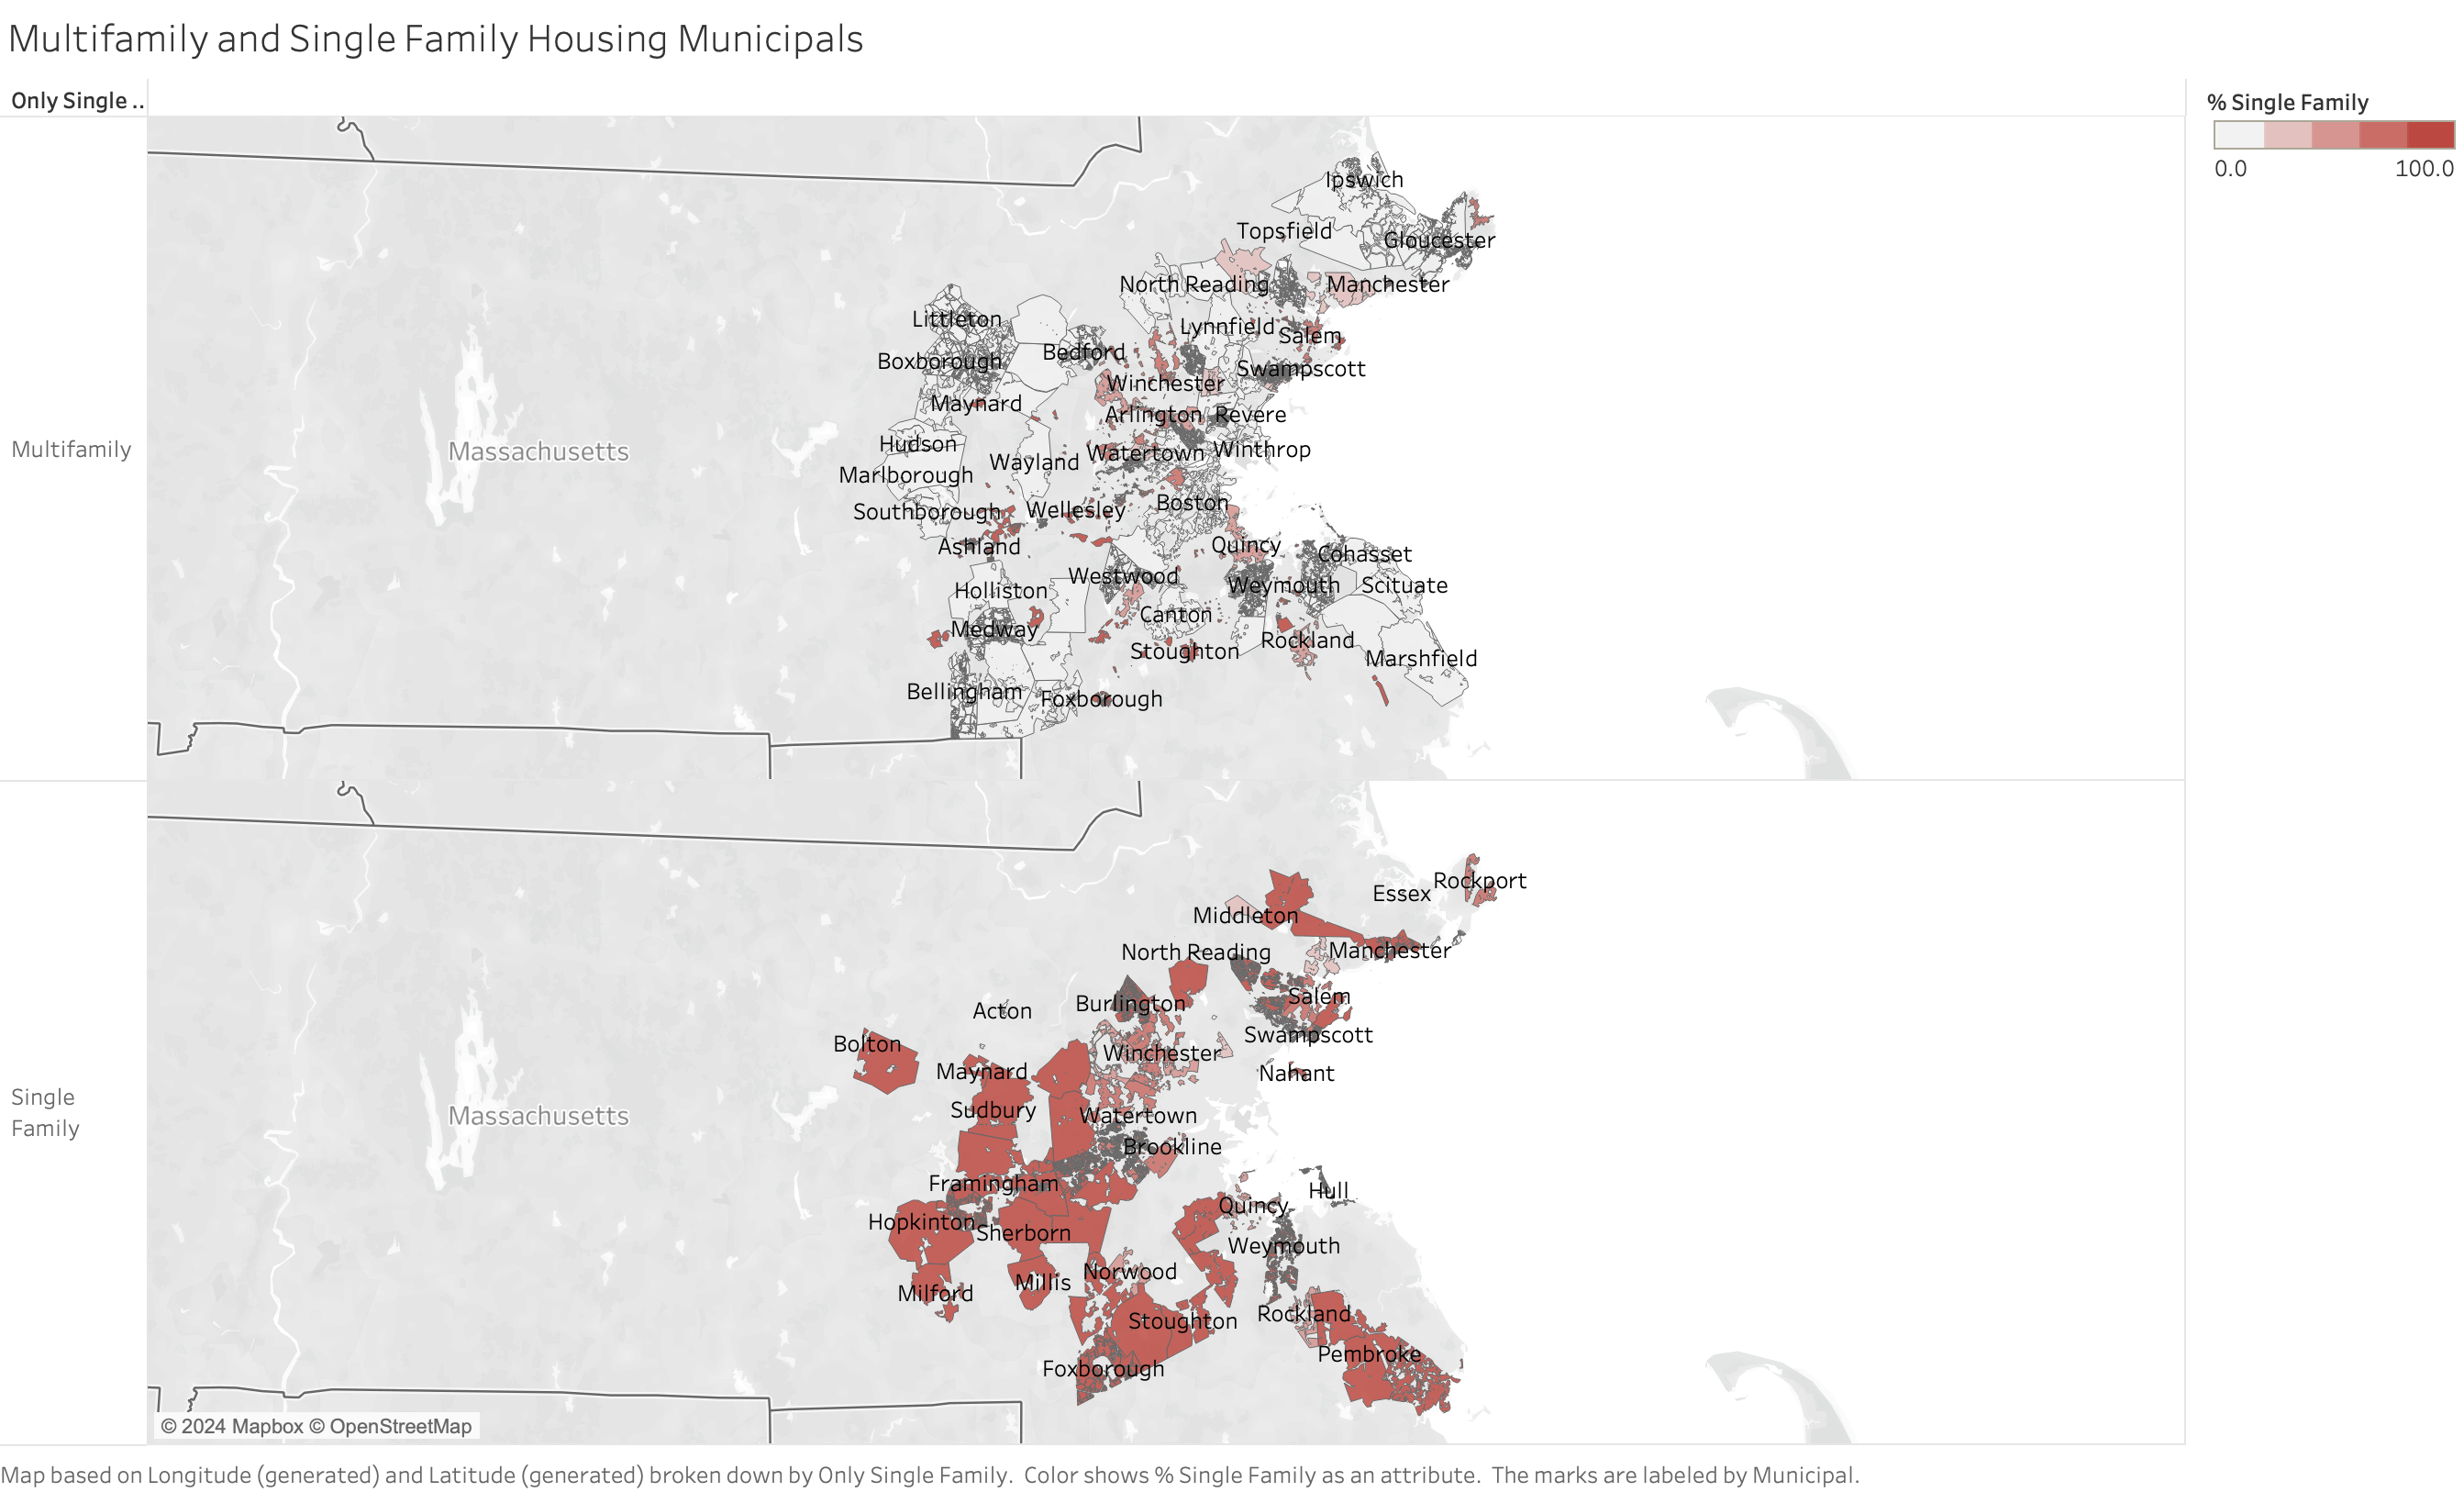 Multifamily and Single Family Housing Municipals
Only Single ..
% Single Family
0.0 100.0
Multifamily
Massachusetts
Ipswich
Topsfield
Gloucester
North Reading
Manchester
Littleton
Lynnfield
Salem
Boxborough
Bedford
Swampscott
Winchester
Maynard
Arlington
Revere
Hudson
Watertown
Winthrop
Wayland
Marlborough
Boston
Southborough
Wellesley
Ashland
Quincy
Cohasset
Westwood
Weymouth
Scituate
Holliston
Canton
Medway
Rockland
Stoughton
Marshfield
Bellingham
Foxborough
Single
Family
Massachusetts
Rockport
Essex
Middleton
North Reading
Manchester
Salem
Burlington
Acton
Swampscott
Bolton
Winchester
Maynard
Nahant
Sudbury
Watertown
Brookline
Framingham
Hull
Quincy
Hopkinton
Sherborn
Weymouth
Norwood
Millis
Milford
Rockland
Stoughton
Pembroke
Foxborough
© 2024 Mapbox © OpenStreetMap
Map based on Longitude (generated) and Latitude (generated) broken down by Only Single Family.  Color shows % Single Family as an attribute.  The marks are labeled by Municipal.